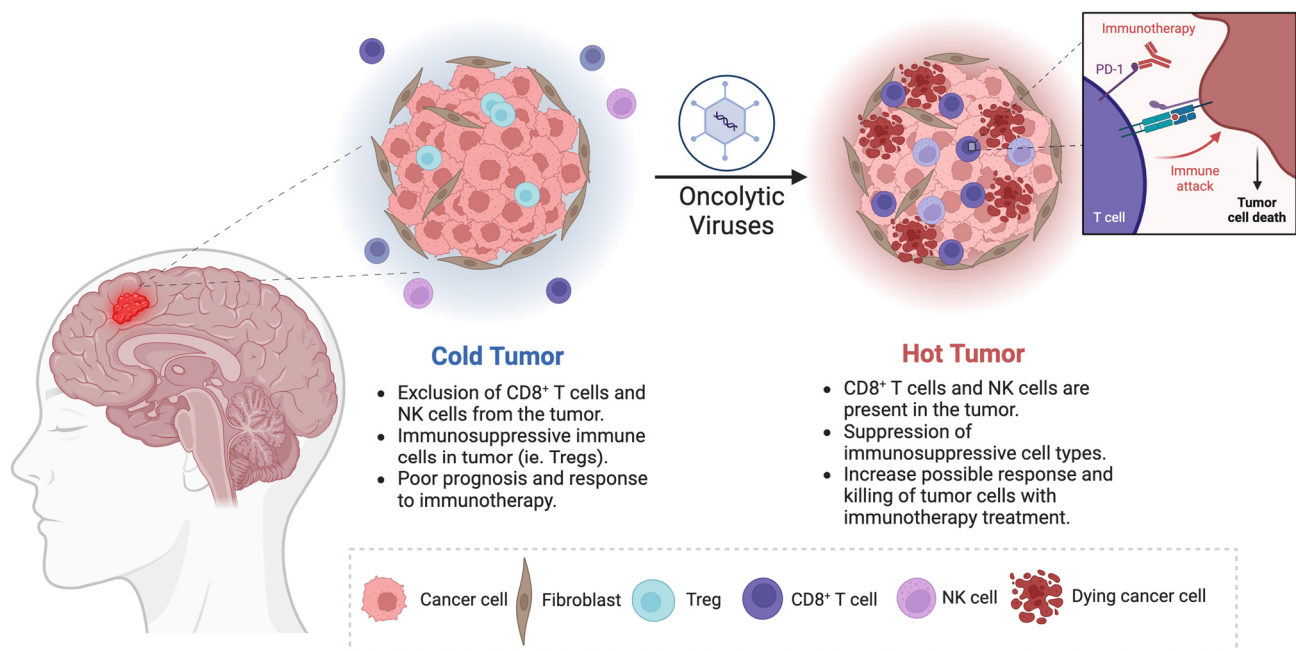 Immunotherapy
PD-1
Immune
attack
T cell
Tumor
cell death
Oncolytic
Viruses
Cold Tumor
• Exclusion of CD8⁺ T cells and
NK cells from the tumor.
• Immunosuppressive immune
cells in tumor (ie. Tregs).
• Poor prognosis and response
to immunotherapy.
Hot Tumor
• CD8⁺ T cells and NK cells are
present in the tumor.
• Suppression of
immunosuppressive cell types.
• Increase possible response and
killing of tumor cells with
immunotherapy treatment.
Cancer cell
Fibroblast
Treg
CD8⁺ T cell
NK cell
Dying cancer cell